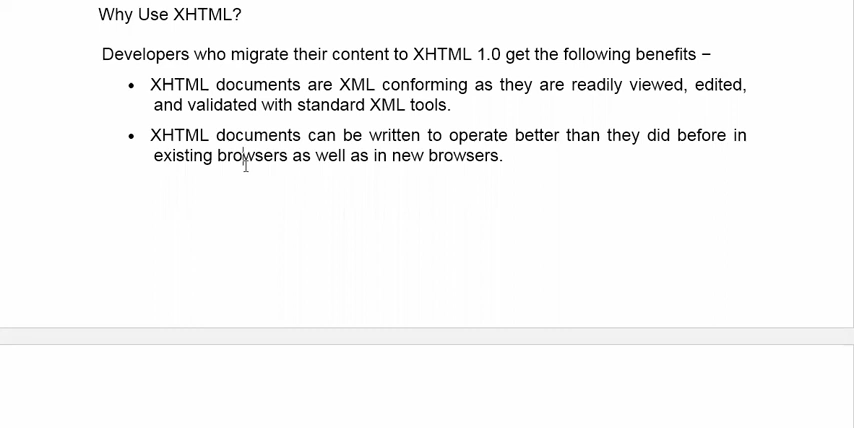 Why Use XHTML?
Developers who migrate their content to XHTML 1.0 get the following benefits −
• XHTML documents are XML conforming as they are readily viewed, edited,
and validated with standard XML tools.
• XHTML documents can be written to operate better than they did before in
existing browsers as well as in new browsers.